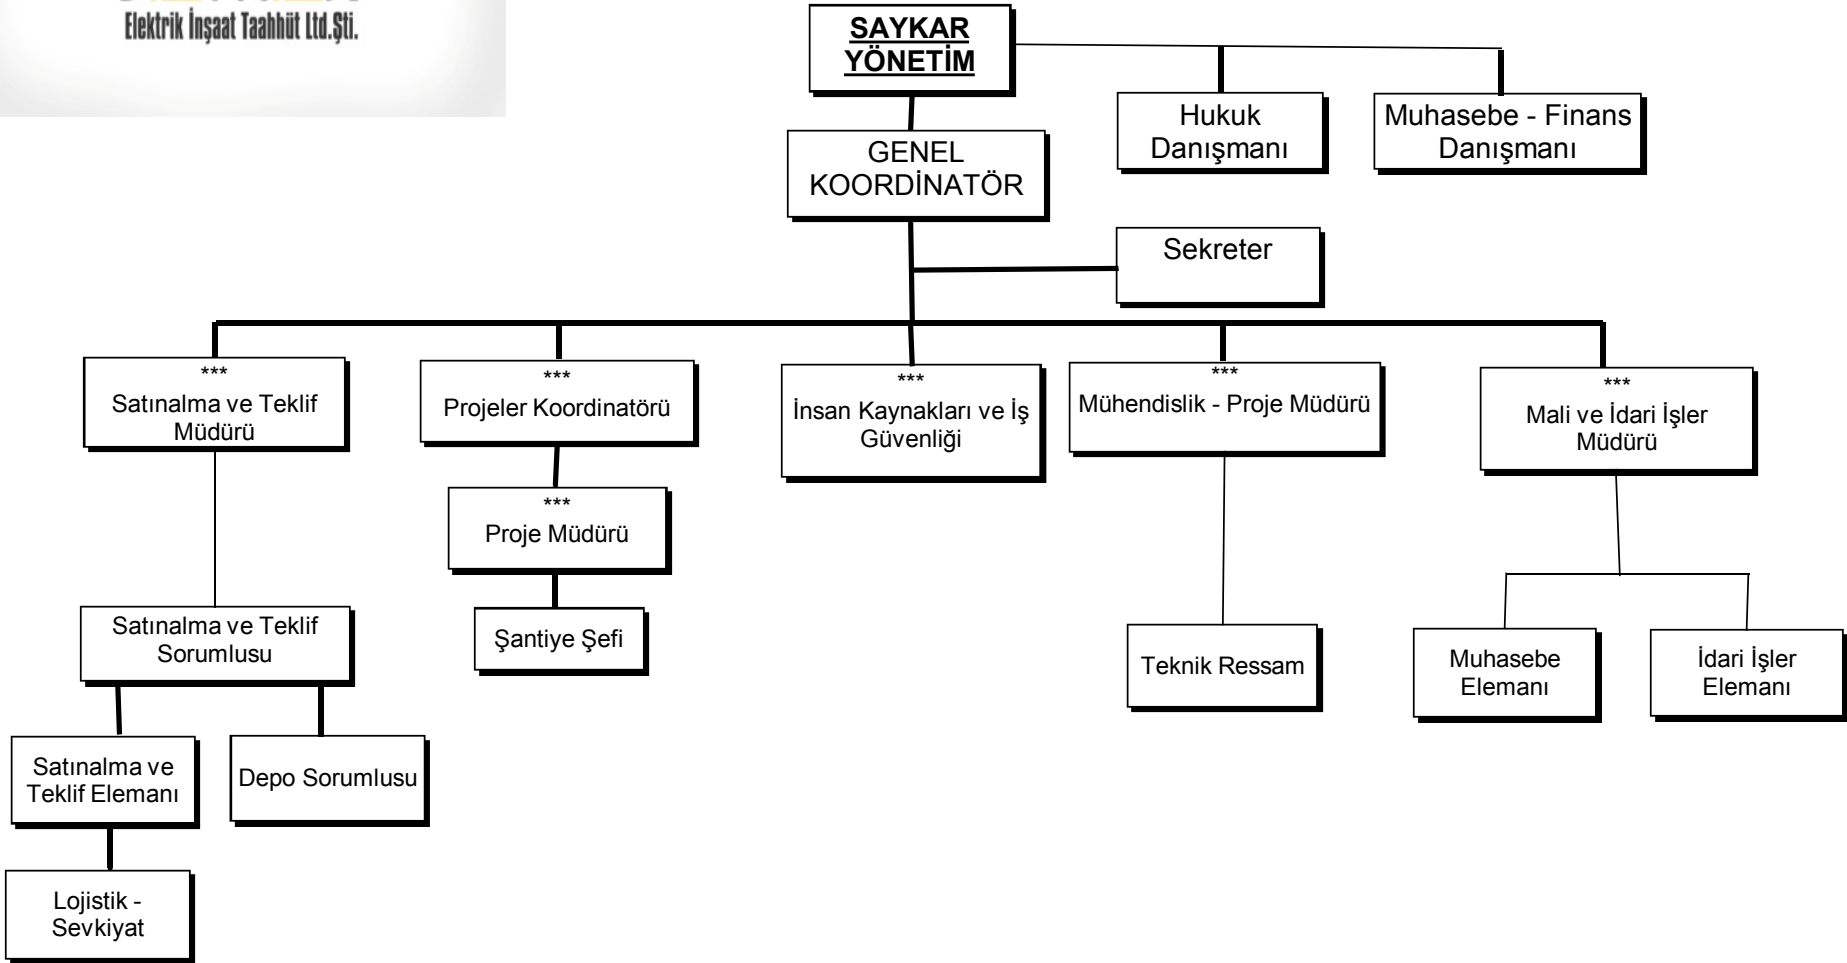 Elektrik İnşaat Taahhüt Ltd.Şti.
SAYKAR
YÖNETİM
Hukuk
Danışmanı
Muhasebe - Finans
Danışmanı
GENEL
KOORDİNATÖR
Sekreter
***
Satınalma ve Teklif
Müdürü
***
Projeler Koordinatörü
***
İnsan Kaynakları ve İş
Güvenliği
***
Mühendislik - Proje Müdürü
***
Mali ve İdari İşler
Müdürü
***
Proje Müdürü
Satınalma ve Teklif
Sorumlusu
Şantiye Şefi
Teknik Ressam
Muhasebe
Elemanı
İdari İşler
Elemanı
Satınalma ve
Teklif Elemanı
Depo Sorumlusu
Lojistik -
Sevkiyat